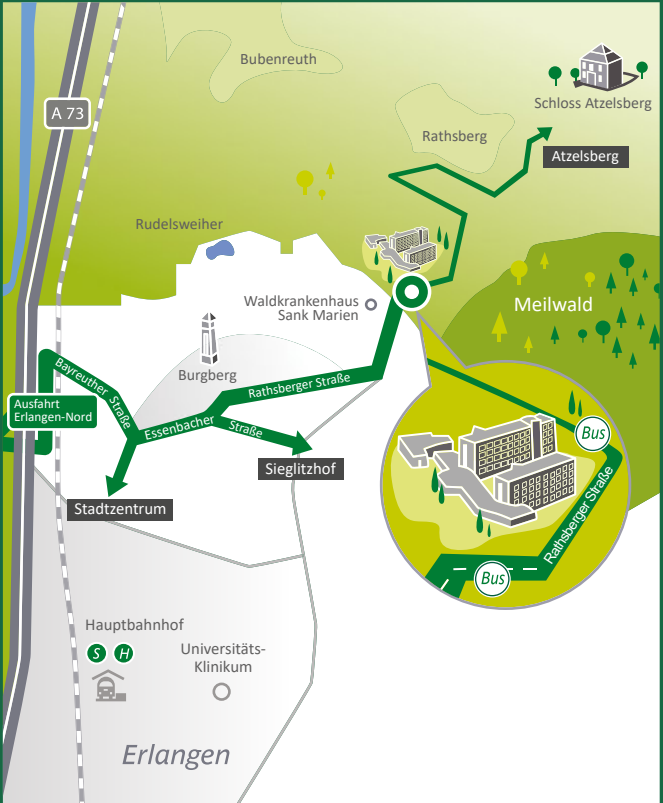 Bubenreuth
Schloss Atzelsberg
A 73
Rathsberg
Atzelsberg
Rudelsweiher
Waldkrankenhaus
Sank Marien
Meilwald
Burgberg
Bayreuther Straße
Rathsberger Straße
Ausfahrt
Erlangen-Nord
Essenbacher Straße
Bus
Sieglitzhof
Stadtzentrum
Rathsberger Straße
Bus
Hauptbahnhof
S H
Universitäts-
Klinikum
Erlangen